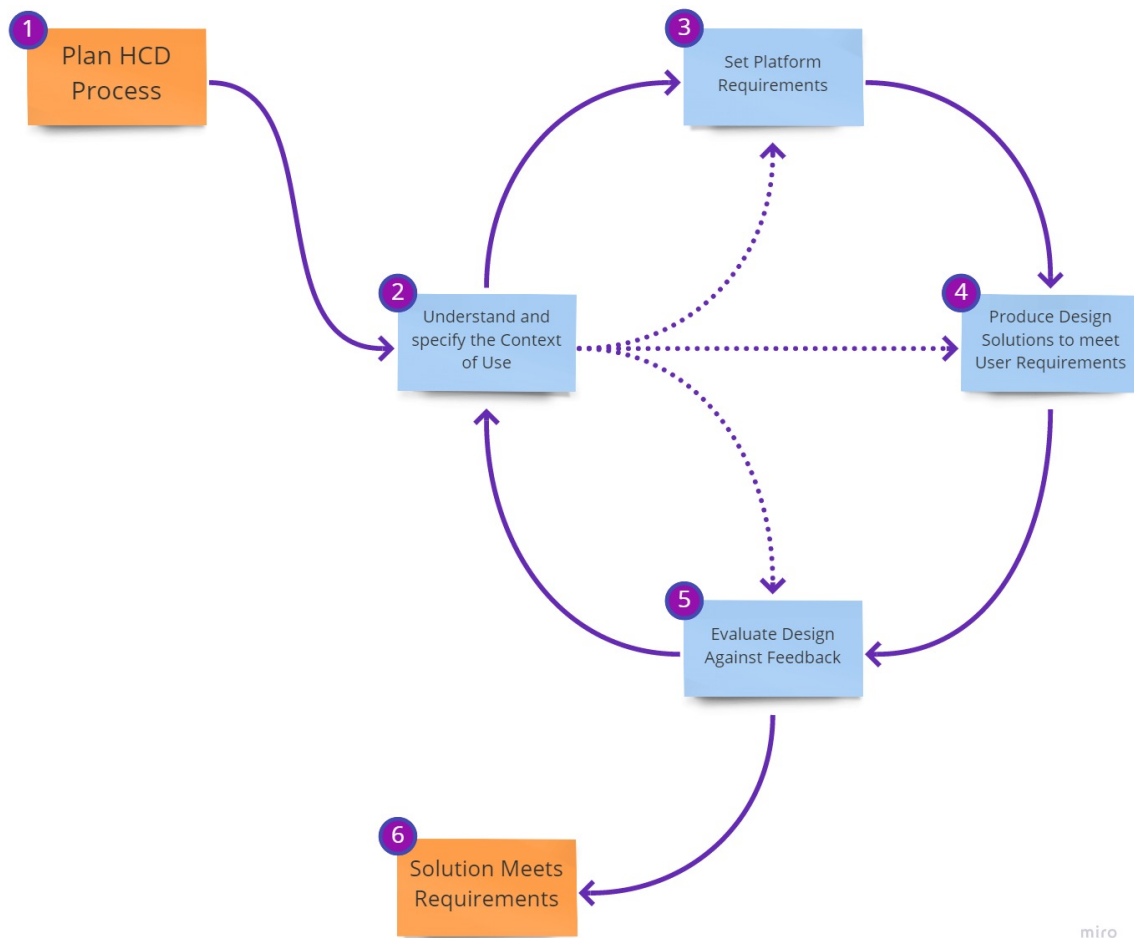 1
Plan HCD
Process
3
Set Platform
Requirements
2
Understand and
specify the Context
of Use
4
Produce Design
Solutions to meet
User Requirements
5
Evaluate Design
Against Feedback
6
Solution Meets
Requirements
miro